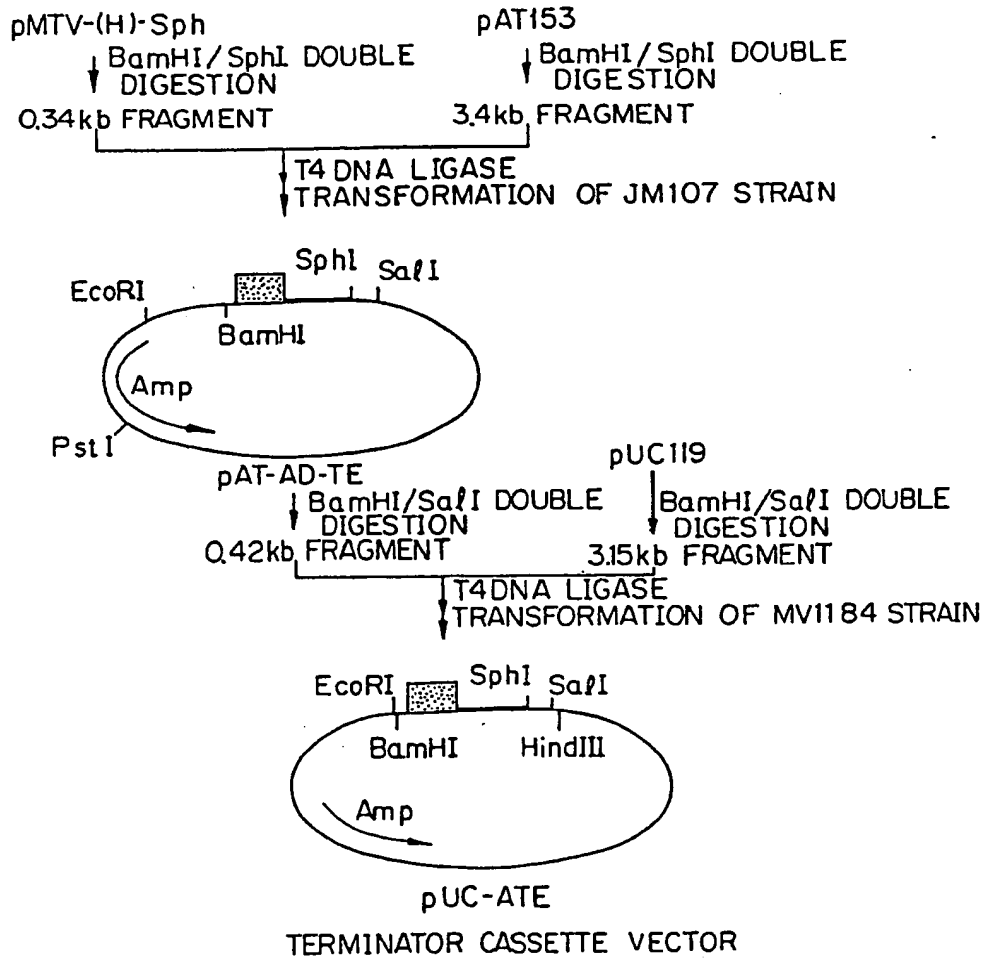 pMTV-(H)-Sph
BamHI/SphI DOUBLE
DIGESTION
0.34kb FRAGMENT
pAT153
BamHI/SphI DOUBLE
DIGESTION
3.4kb FRAGMENT
T4 DNA LIGASE
TRANSFORMATION OF JM107 STRAIN
EcoRI
SphI
SalI
BamHI
Amp
PstI
pAT-AD-TE
BamHI/SalI DOUBLE
DIGESTION
0.42kb FRAGMENT
pUC119
BamHI/SalI DOUBLE
DIGESTION
3.15kb FRAGMENT
T4DNA LIGASE
TRANSFORMATION OF MV1184 STRAIN
EcoRI
SphI
SalI
BamHI
HindIII
Amp
pUC-ATE
TERMINATOR CASSETTE VECTOR